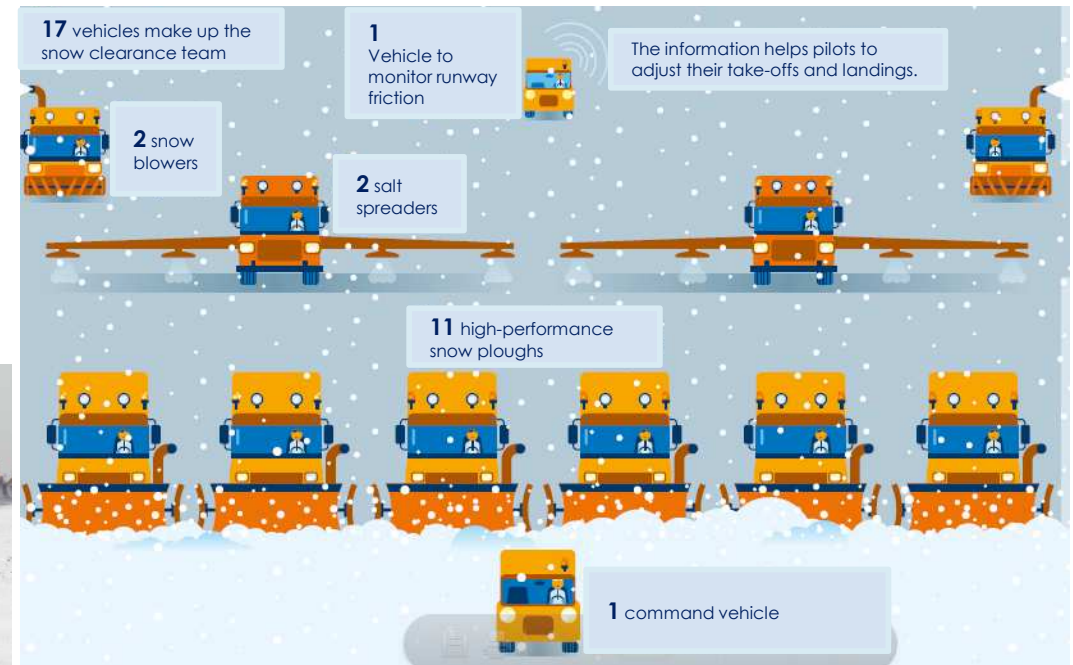 17 vehicles make up the
snow clearance team
1
Vehicle to
monitor runway
friction
The information helps pilots to
adjust their take-offs and landings.
2 snow
blowers
2 salt
spreaders
11 high-performance
snow ploughs
1 command vehicle